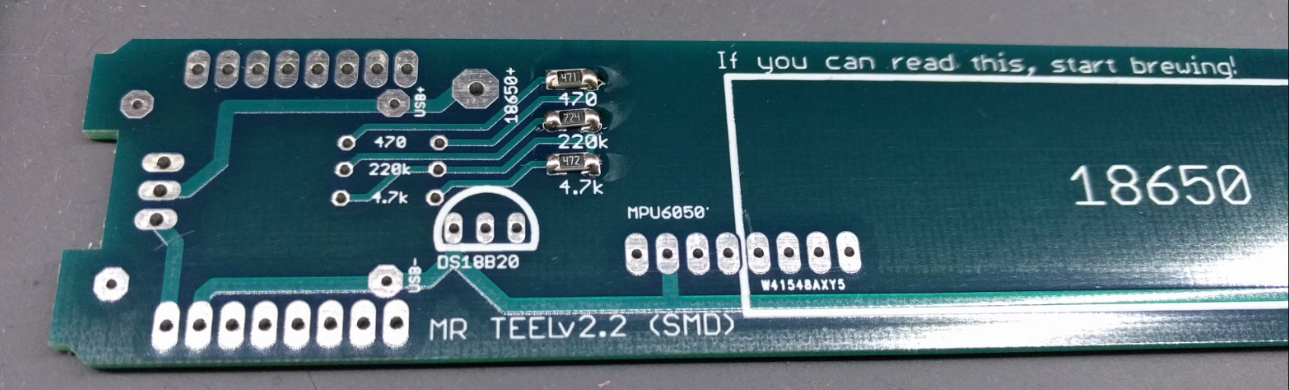 If you can read this, start brewing!
USB+
18650+
471
470
224
220k
472
4.7k
470
220k
4.7k
18650
MPU6050
DS18B20
USB-
W41548AXY5
MR TEELv2.2 (SMD)